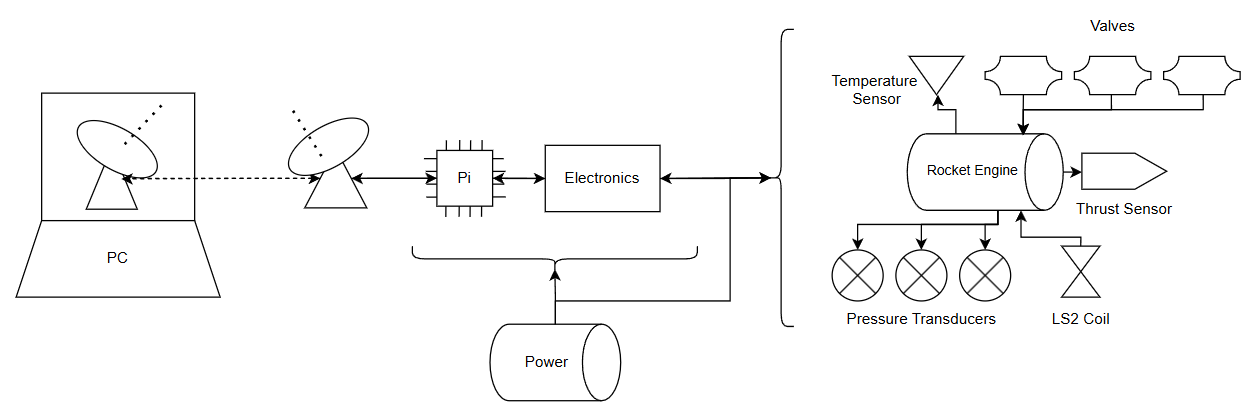 Valves
Temperature
Sensor
Rocket Engine
Pi
Electronics
Thrust Sensor
PC
Pressure Transducers
LS2 Coil
Power